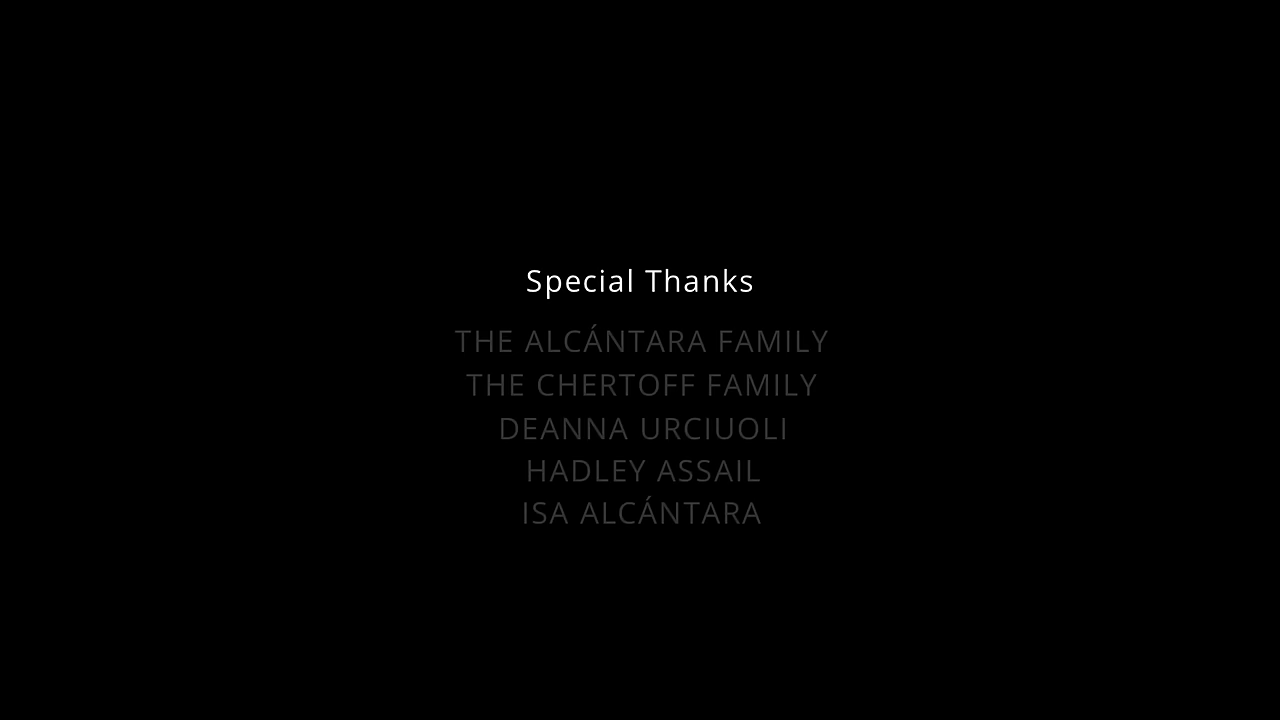 Special Thanks
THE ALCÁNTARA FAMILY
THE CHERTOFF FAMILY
DEANNA URCIUOLI
HADLEY ASSAIL
ISA ALCÁNTARA